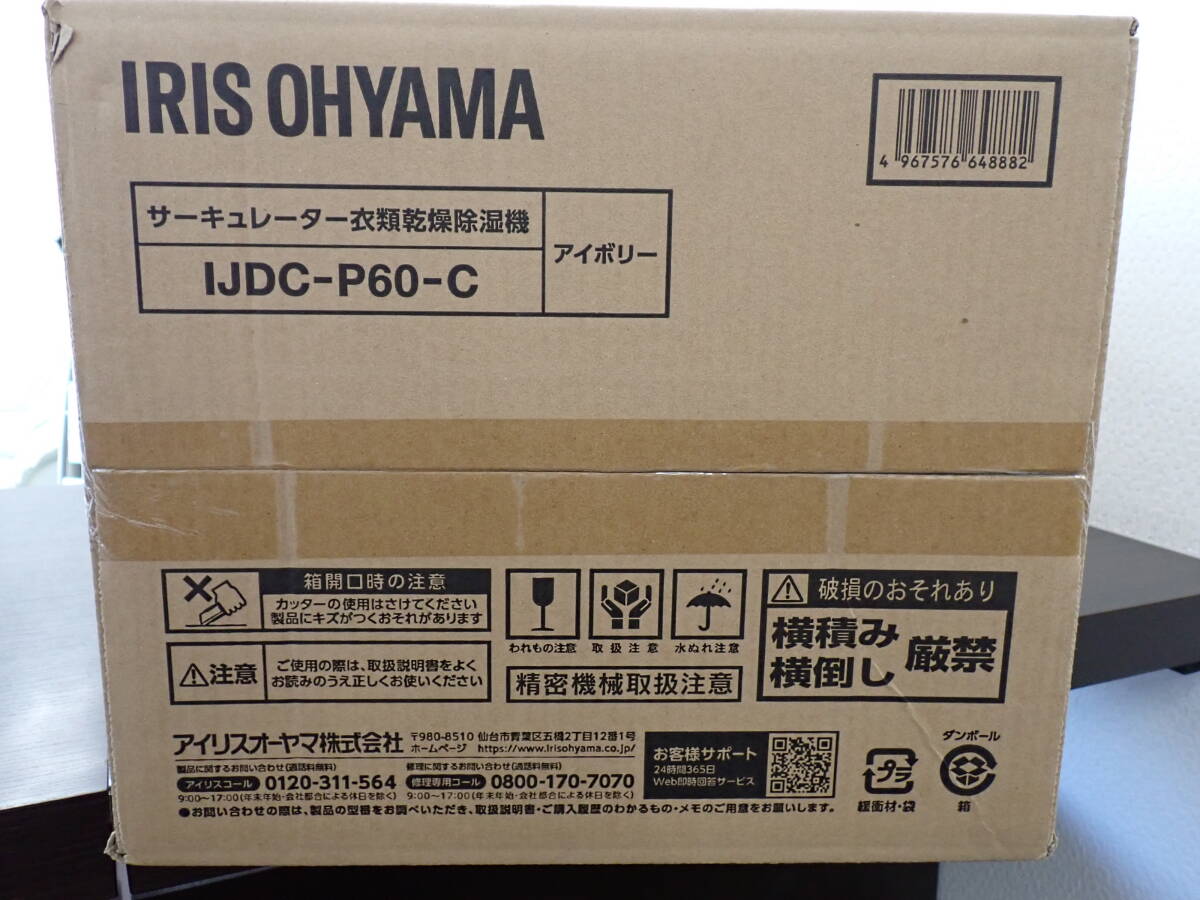 IRIS OHYAMA
4 967576 648882
サーキュレーター衣類乾燥除湿機
IJDC-P60-C
アイボリー
箱開口時の注意
カッターの使用はさけてください
製品にキズがつくおそれがあります
注意
ご使用の際は、取扱説明書をよく
お読みのうえ正しくお使いください
われもの注意
取扱注意
水ぬれ注意
精密機械取扱注意
破損のおそれあり
横積み
横倒し
厳禁
アイリスオーヤマ株式会社
〒980-8510 仙台市青葉区五橋2丁目12番1号
ホームページ https://www.irisohyama.co.jp/
製品に関するお問い合わせ(通話料無料)
アイリスコール 0120-311-564
9:00～17:00(年末年始・会社都合による休日を除く)
修理に関するお問い合わせ(通話料無料)
修理専用コール 0800-170-7070
9:00～17:00(年末年始・会社都合による休日を除く)
●お問い合わせの際は、製品の型番をお調べいただき、取扱説明書・ご購入履歴のわかるもの・メモのご用意をお願いします。
お客様サポート
24時間365日
Web即時回答サービス
プラ
緩衝材・袋
ダンボール
箱